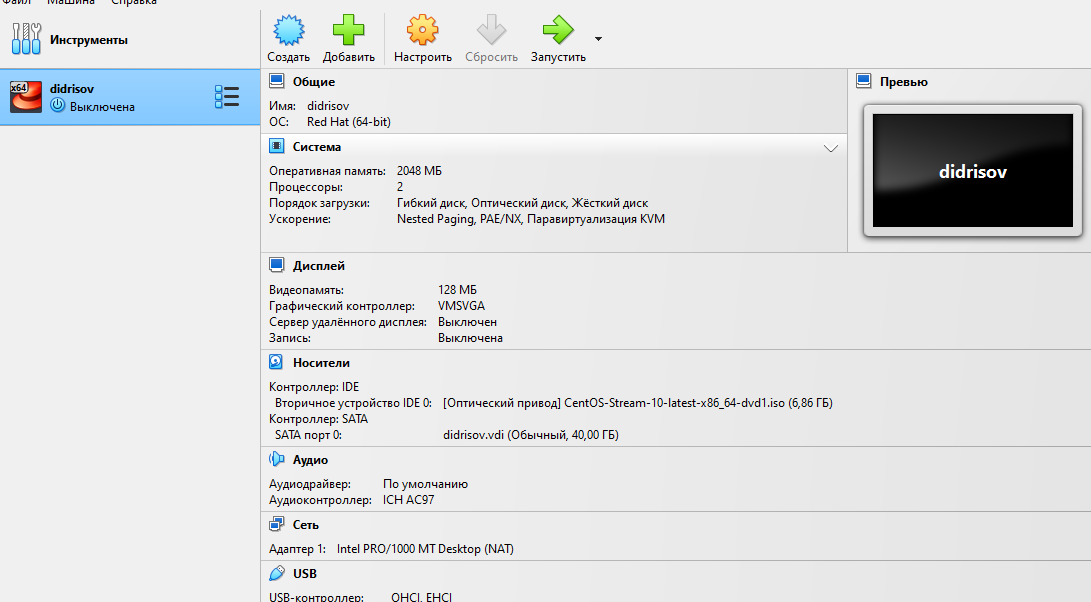 Файл Машина Справка
Инструменты
Создать Добавить Настроить Сбросить Запустить
x64
didrisov
Выключена
Общие
Имя: didrisov
ОС: Red Hat (64-bit)
Превью
didrisov
Система
Оперативная память: 2048 МБ
Процессоры: 2
Порядок загрузки: Гибкий диск, Оптический диск, Жёсткий диск
Ускорение: Nested Paging, PAE/NX, Паравиртуализация KVM
Дисплей
Видеопамять: 128 МБ
Графический контроллер: VMSVGA
Сервер удалённого дисплея: Выключен
Запись: Выключена
Носители
Контроллер: IDE
Вторичное устройство IDE 0: [Оптический привод] CentOS-Stream-10-latest-x86_64-dvd1.iso (6,86 ГБ)
Контроллер: SATA
SATA порт 0: didrisov.vdi (Обычный, 40,00 ГБ)
Аудио
Аудиодрайвер: По умолчанию
Аудиоконтроллер: ICH AC97
Сеть
Адаптер 1: Intel PRO/1000 MT Desktop (NAT)
USB
USB-контроллер: OHCI, EHCI